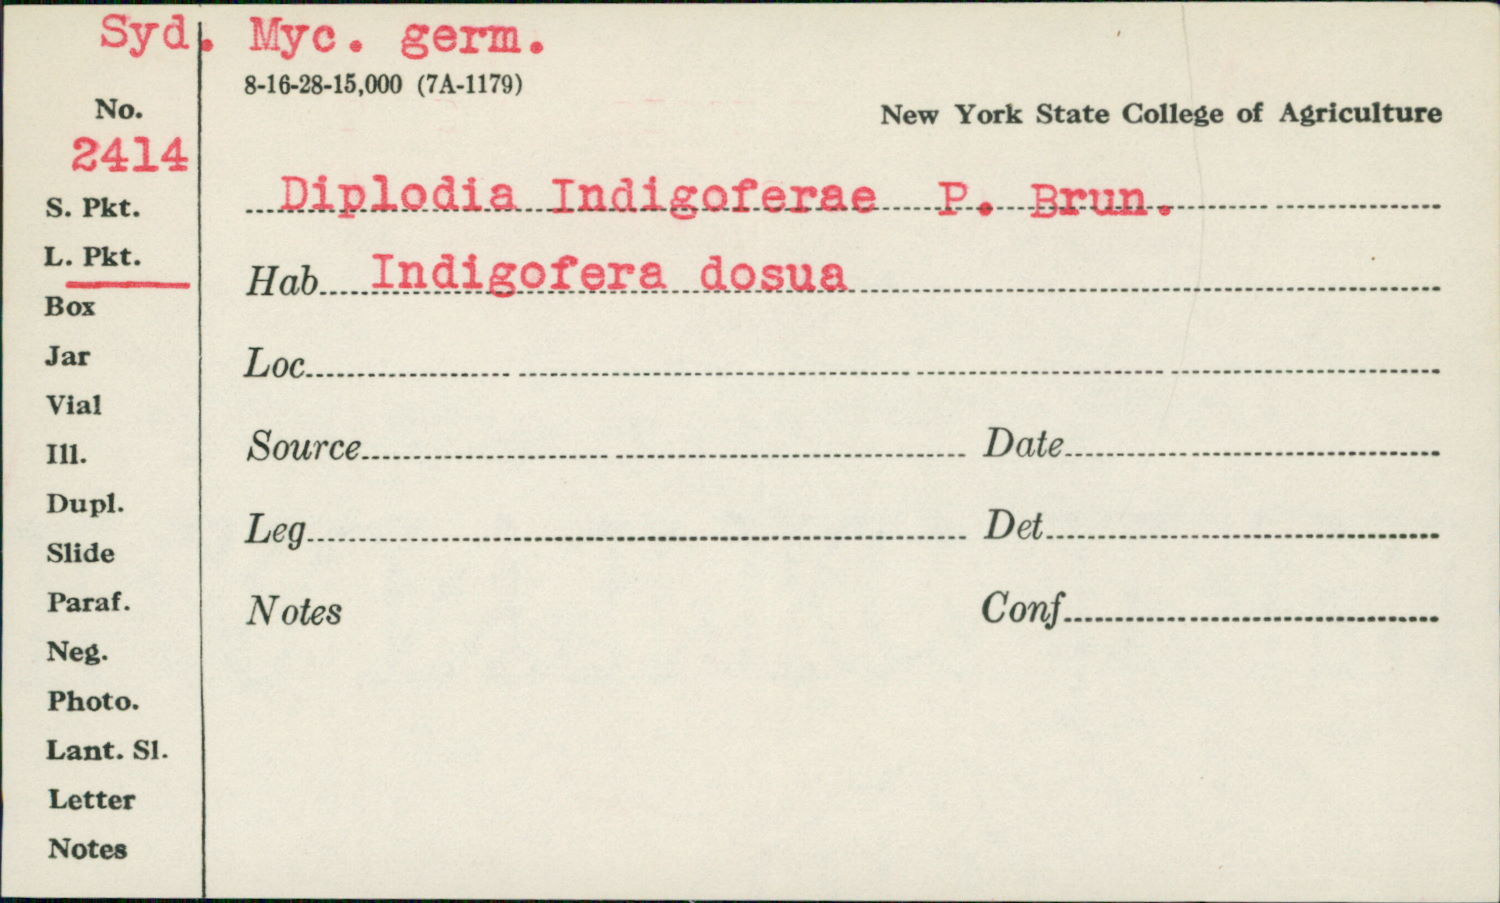 Syd. Myc. germ.
8-16-28-15,000 (7A-1179)
No.
New York State College of Agriculture
2414
Diplodia Indigoferae P. Brun.
S. Pkt.
L. Pkt.
Hab. Indigofera dosua
Box
Jar
Loc.
Vial
Ill.
Source Date
Dupl.
Leg. Det.
Slide
Paraf.
Notes Conf.
Neg.
Photo.
Lant. Sl.
Letter
Notes